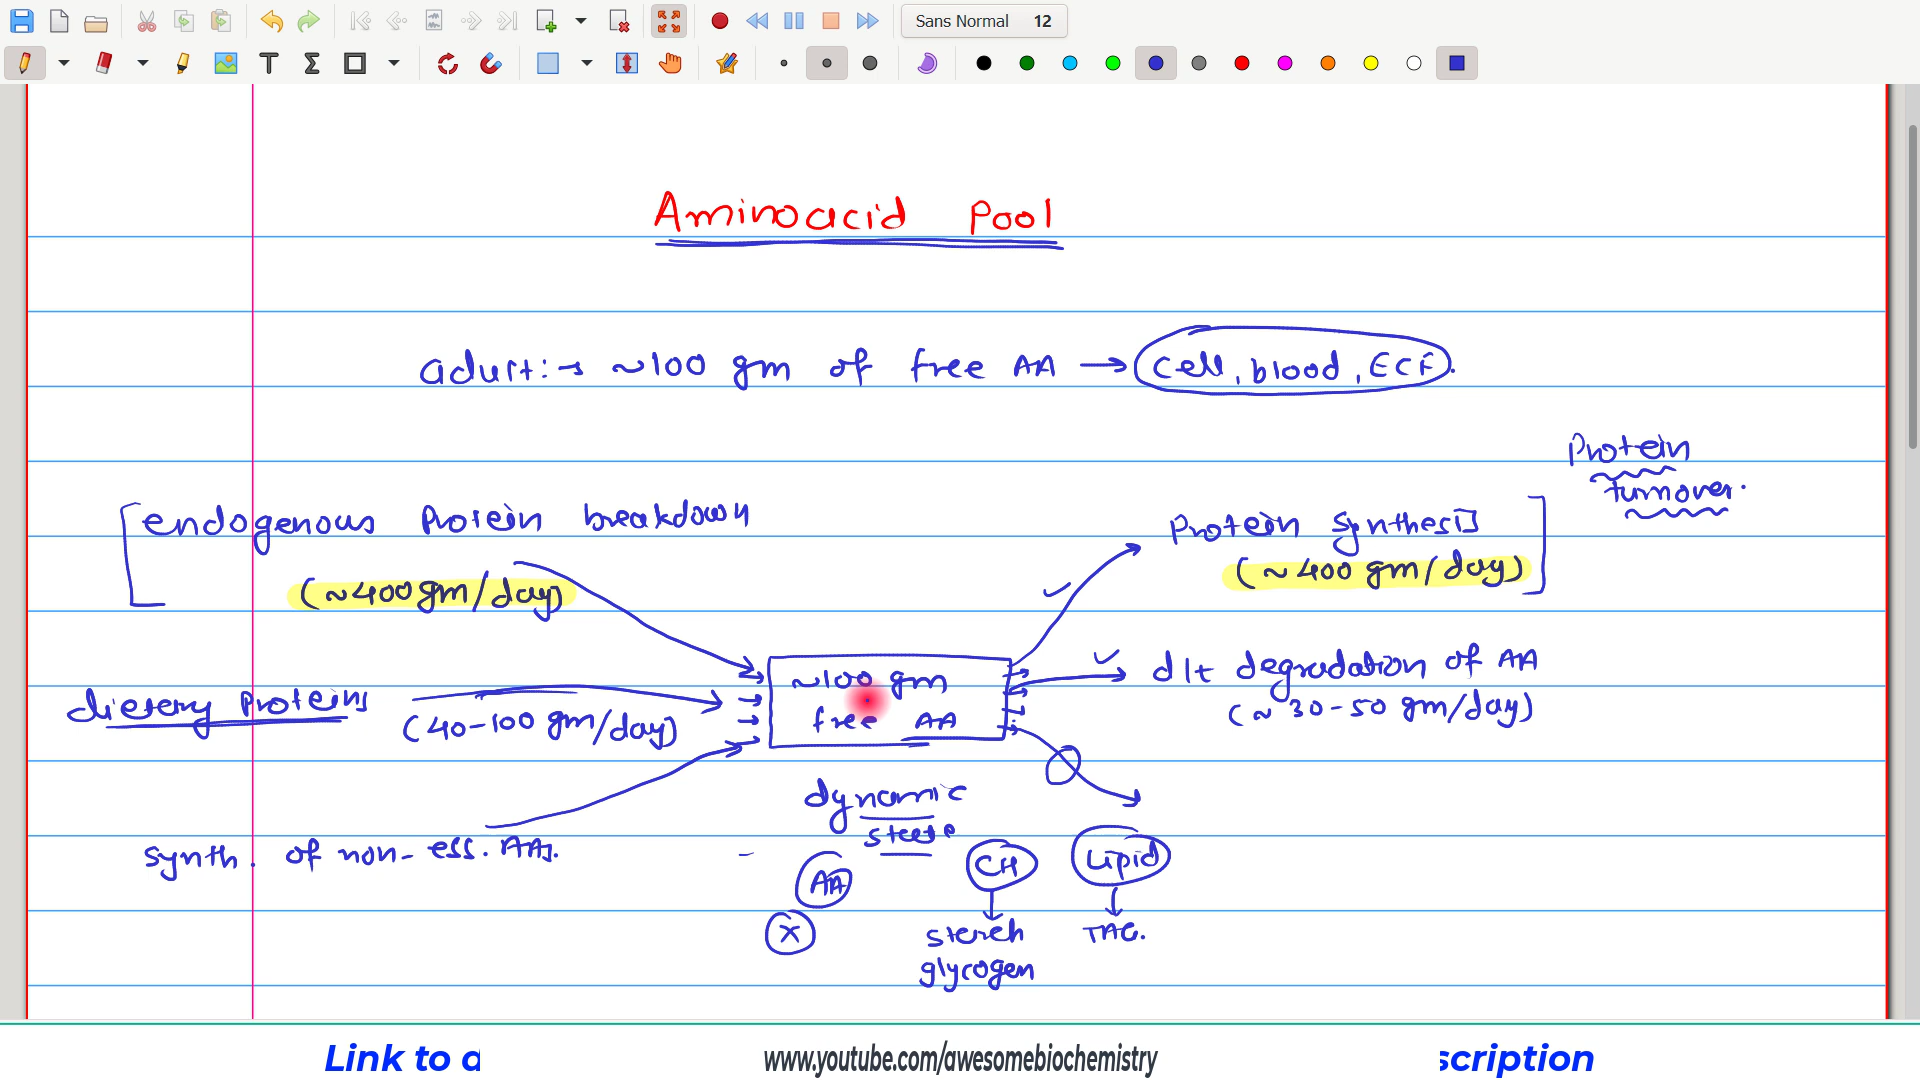 Sans Normal 12
Aminoacid Pool
adult:→ ~100 gm of free AA → cell, blood, ECF.
Protein
turnover.
endogenous Protein breakdown
(~400gm/day)
Protein synthesis
(~400 gm/day)
dietary Proteins
(40-100 gm/day)
~100 gm
free AA
d/t degradation of AA
(~30-50 gm/day)
dynamic
state
synth. of non-ess. AAs.
AA
CH
Lipid
X
starch
glycogen
TAG.
Link to a
www.youtube.com/awesomebiochemistry
scription